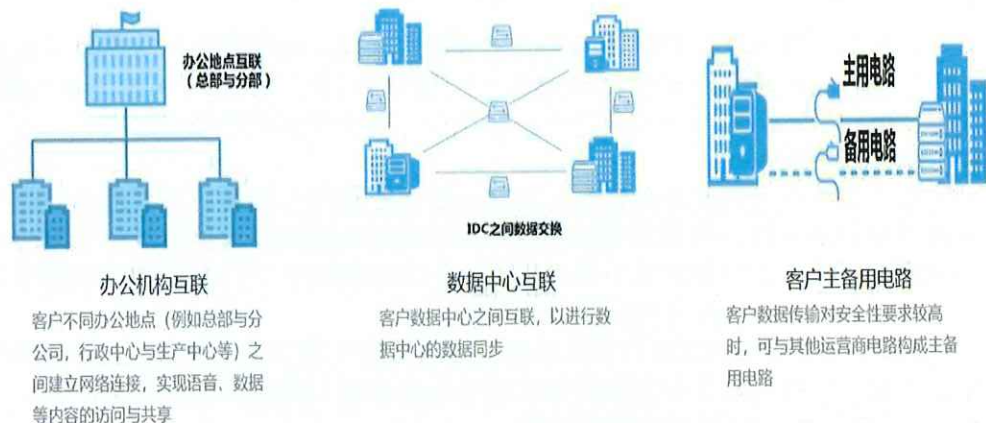 办公地点互联
（总部与分部）
IDC之间数据交换
主用电路
备用电路
办公机构互联
客户不同办公地点（例如总部与分
公司，行政中心与生产中心等）之
间建立网络连接，实现语音、数据
等内容的访问与共享
数据中心互联
客户数据中心之间互联，以进行数
据中心的数据同步
客户主备用电路
客户数据传输对安全性要求较高
时，可与其他运营商电路构成主备
用电路